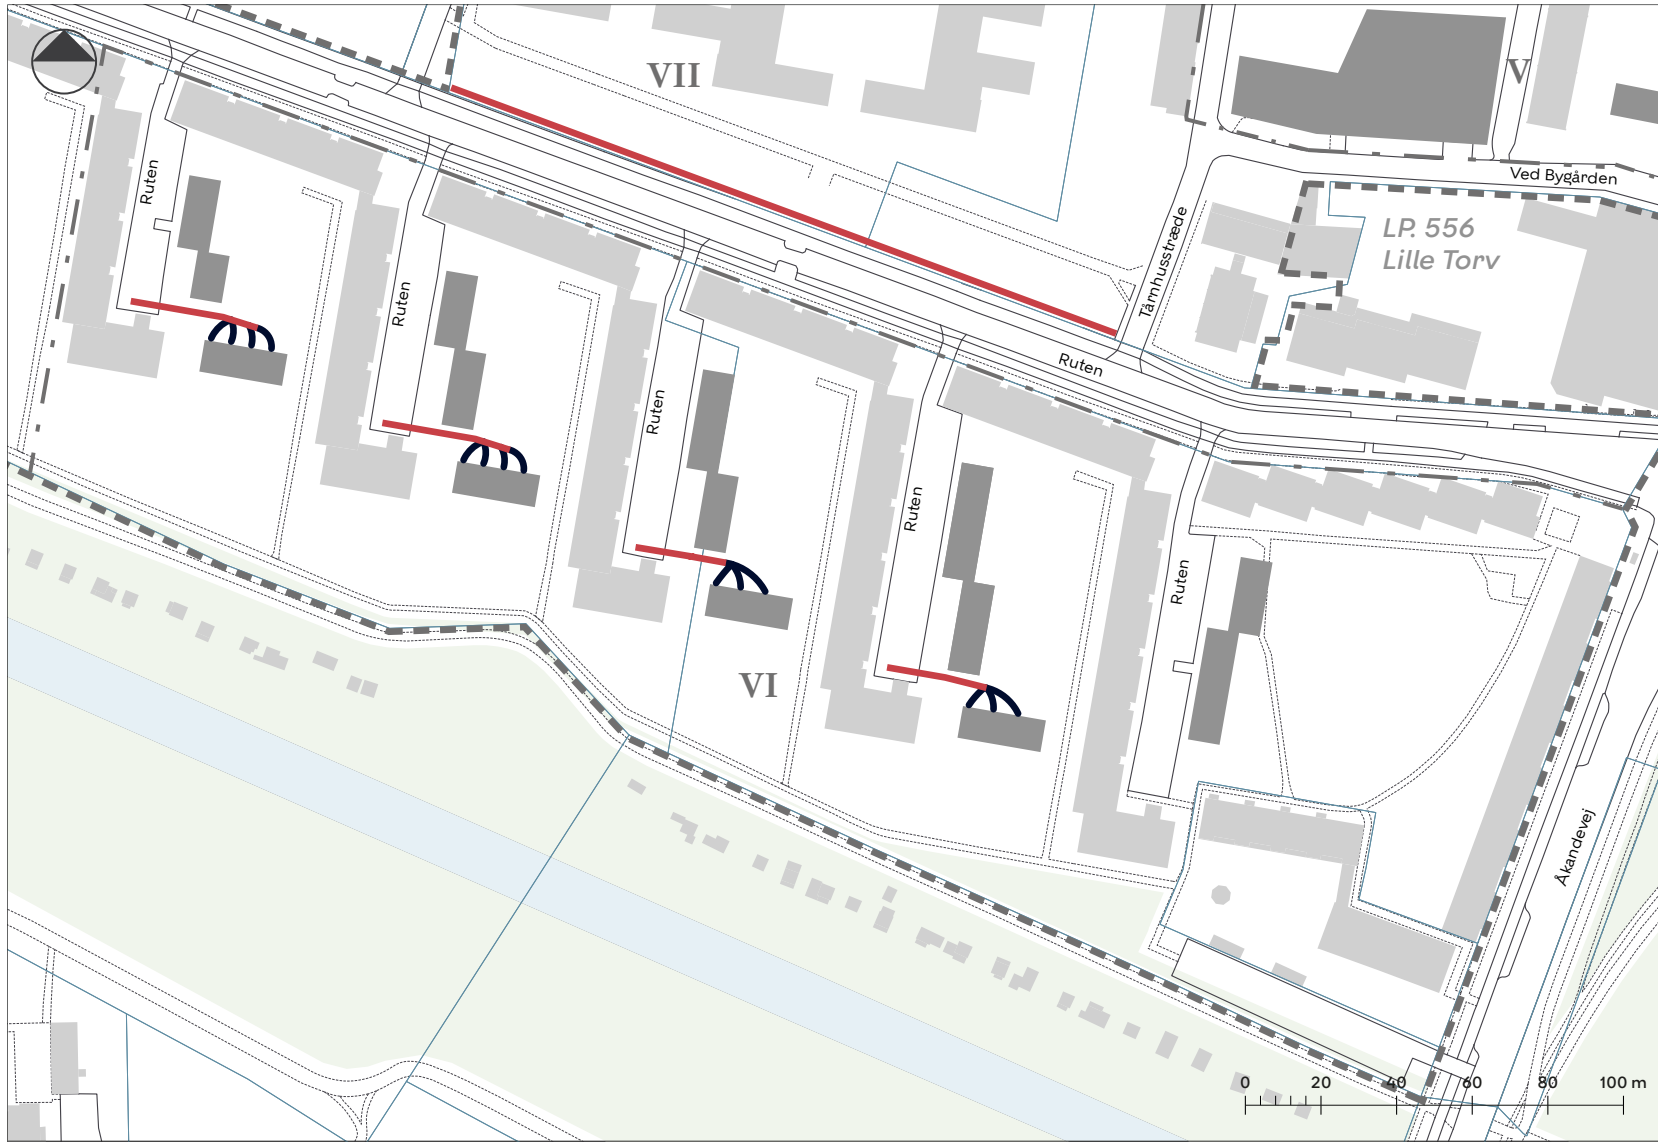 VII
V
Ruten
Ved Bygården
LP. 556
Lille Torv
Tårnhusstræde
Ruten
Ruten
Ruten
Ruten
Ruten
VI
Åkandevej
0 20 40 60 80 100 m